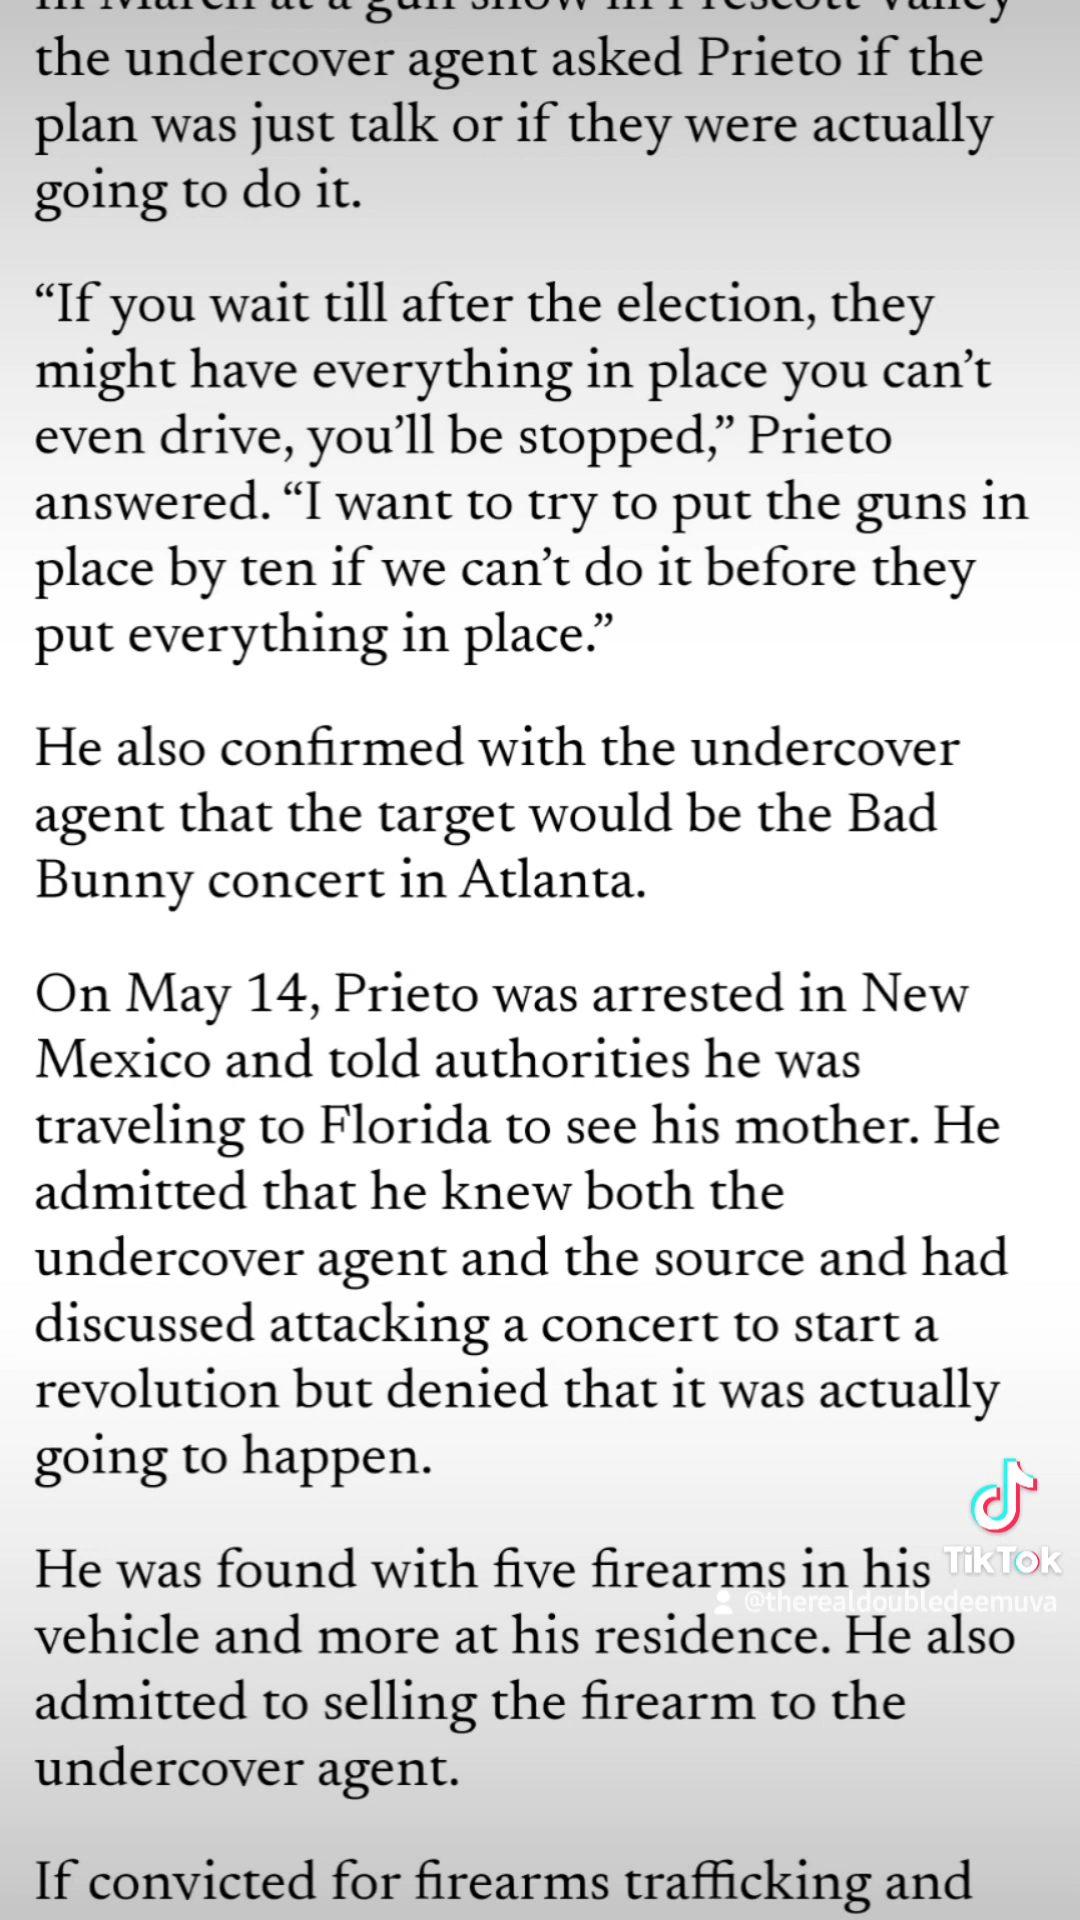 In March at a gun show in Prescott Valley
the undercover agent asked Prieto if the
plan was just talk or if they were actually
going to do it.
“If you wait till after the election, they
might have everything in place you can’t
even drive, you’ll be stopped,” Prieto
answered. “I want to try to put the guns in
place by ten if we can’t do it before they
put everything in place.”
He also confirmed with the undercover
agent that the target would be the Bad
Bunny concert in Atlanta.
On May 14, Prieto was arrested in New
Mexico and told authorities he was
traveling to Florida to see his mother. He
admitted that he knew both the
undercover agent and the source and had
discussed attacking a concert to start a
revolution but denied that it was actually
going to happen.
He was found with five firearms in his
vehicle and more at his residence. He also
admitted to selling the firearm to the
undercover agent.
If convicted for firearms trafficking and
TikTok
@therealdoubledeemuva